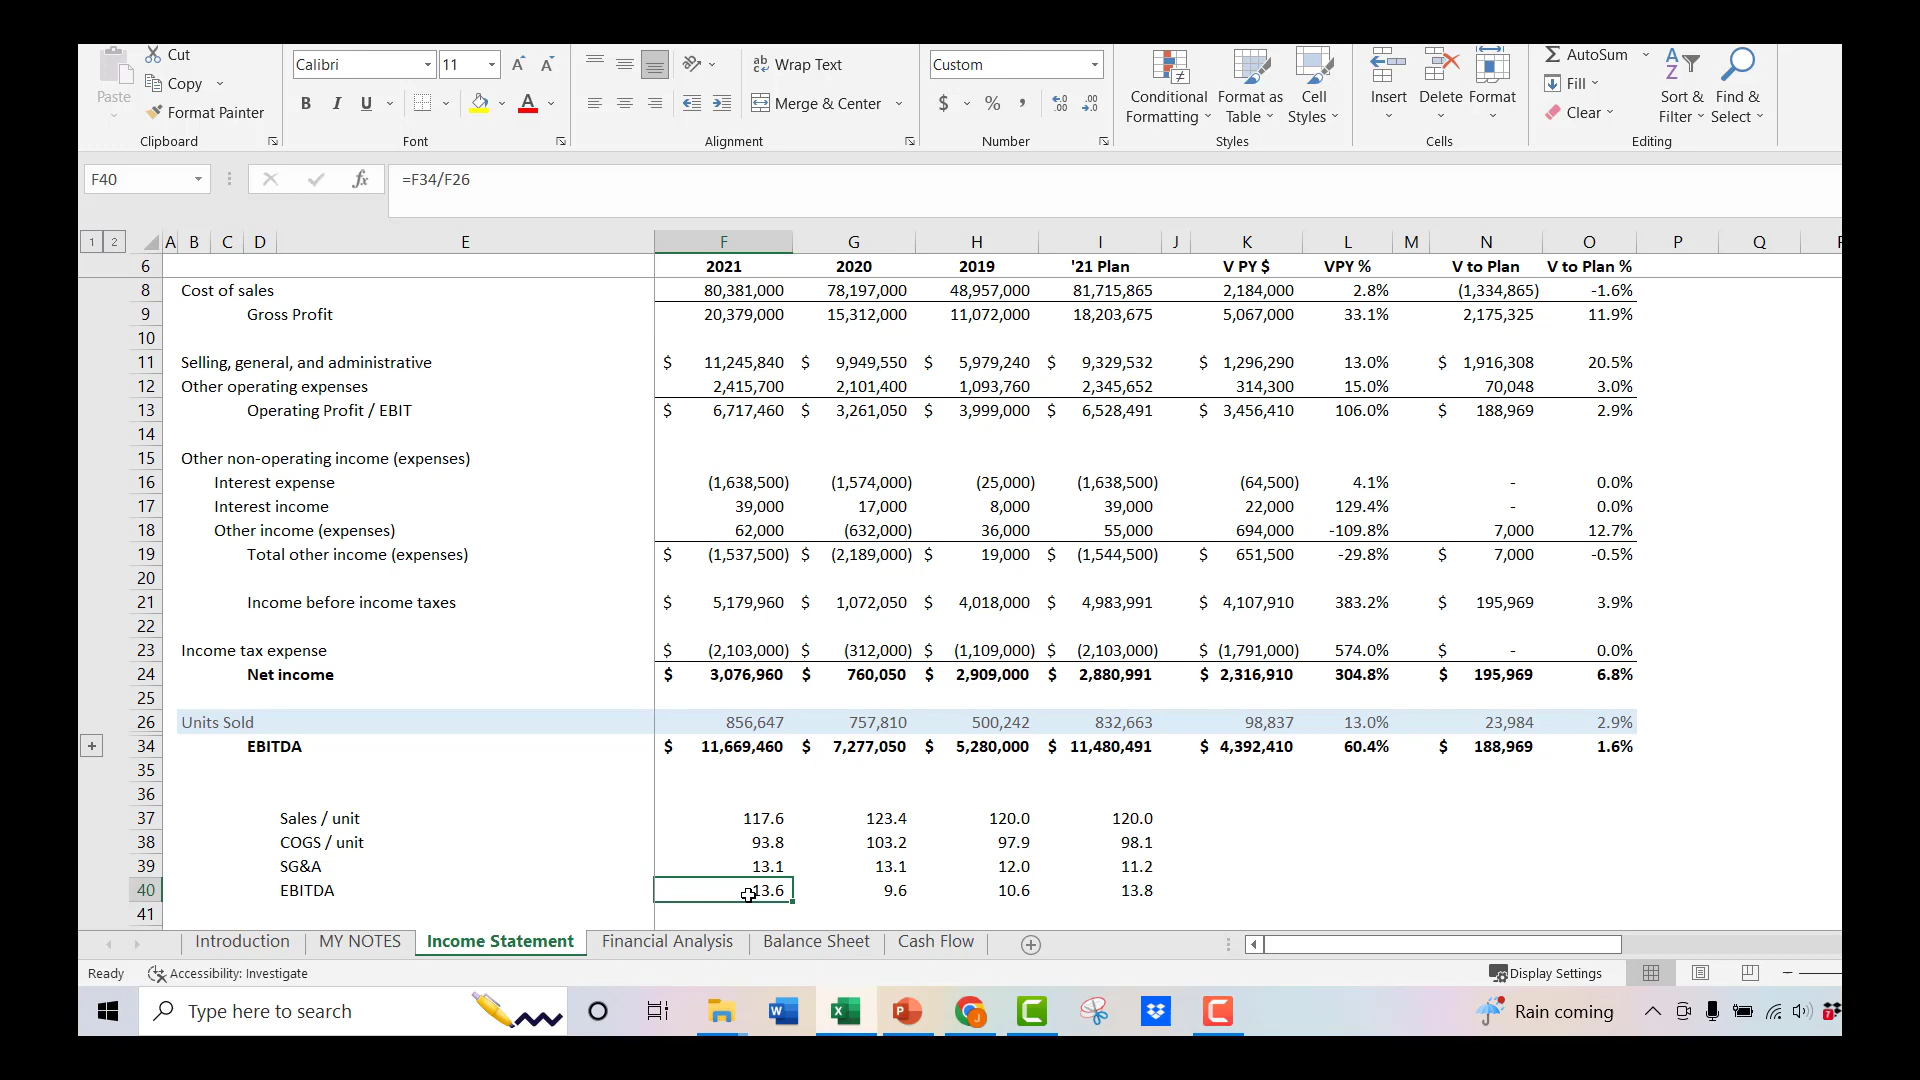 Cut
Calibri 11 Wrap Text Custom AutoSum
Copy Fill
Paste Conditional Format as Cell Insert Delete Format Sort & Find &
Format Painter B I U Merge & Center $ % , Formatting Table Styles Clear Filter Select
Clipboard Font Alignment Number Styles Cells Editing
F40 fx =F34/F26
1 2 A B C D E F G H I J K L M N O P Q
6 2021 2020 2019 '21 Plan V PY $ VPY % V to Plan V to Plan %
8 Cost of sales 80,381,000 78,197,000 48,957,000 81,715,865 2,184,000 2.8% (1,334,865) -1.6%
9 Gross Profit 20,379,000 15,312,000 11,072,000 18,203,675 5,067,000 33.1% 2,175,325 11.9%
10
11 Selling, general, and administrative $ 11,245,840 $ 9,949,550 $ 5,979,240 $ 9,329,532 $ 1,296,290 13.0% $ 1,916,308 20.5%
12 Other operating expenses 2,415,700 2,101,400 1,093,760 2,345,652 314,300 15.0% 70,048 3.0%
13 Operating Profit / EBIT $ 6,717,460 $ 3,261,050 $ 3,999,000 $ 6,528,491 $ 3,456,410 106.0% $ 188,969 2.9%
14
15 Other non-operating income (expenses)
16 Interest expense (1,638,500) (1,574,000) (25,000) (1,638,500) (64,500) 4.1% - 0.0%
17 Interest income 39,000 17,000 8,000 39,000 22,000 129.4% - 0.0%
18 Other income (expenses) 62,000 (632,000) 36,000 55,000 694,000 -109.8% 7,000 12.7%
19 Total other income (expenses) $ (1,537,500) $ (2,189,000) $ 19,000 $ (1,544,500) $ 651,500 -29.8% $ 7,000 -0.5%
20
21 Income before income taxes $ 5,179,960 $ 1,072,050 $ 4,018,000 $ 4,983,991 $ 4,107,910 383.2% $ 195,969 3.9%
22
23 Income tax expense $ (2,103,000) $ (312,000) $ (1,109,000) $ (2,103,000) $ (1,791,000) 574.0% $ - 0.0%
24 Net income $ 3,076,960 $ 760,050 $ 2,909,000 $ 2,880,991 $ 2,316,910 304.8% $ 195,969 6.8%
25
26 Units Sold 856,647 757,810 500,242 832,663 98,837 13.0% 23,984 2.9%
34 EBITDA $ 11,669,460 $ 7,277,050 $ 5,280,000 $ 11,480,491 $ 4,392,410 60.4% $ 188,969 1.6%
35
36
37 Sales / unit 117.6 123.4 120.0 120.0
38 COGS / unit 93.8 103.2 97.9 98.1
39 SG&A 13.1 13.1 12.0 11.2
40 EBITDA 13.6 9.6 10.6 13.8
41
Introduction MY NOTES Income Statement Financial Analysis Balance Sheet Cash Flow
Ready Accessibility: Investigate Display Settings
Type here to search Rain coming